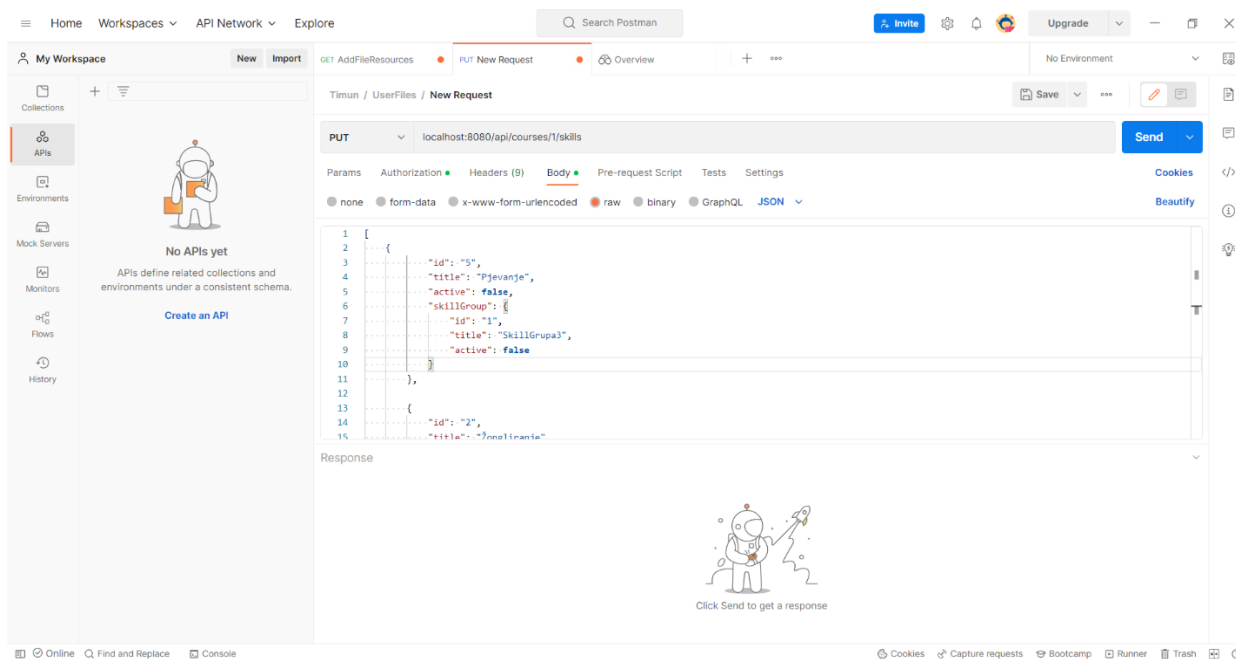 Home Workspaces API Network Explore Search Postman Invite Upgrade
My Workspace New Import GET AddFileResources PUT New Request Overview No Environment
Collections
APIs
Environments
Mock Servers
Monitors
Flows
History
No APIs yet
APIs define related collections and
environments under a consistent schema.
Create an API
Timun / UserFiles / New Request Save
PUT localhost:8080/api/courses/1/skills Send
Params Authorization Headers (9) Body Pre-request Script Tests Settings Cookies
none form-data x-www-form-urlencoded raw binary GraphQL JSON Beautify
1 [
2 {
3 "id": "5",
4 "title": "Pjevanje",
5 "active": false,
6 "skillGroup": {
7 "id": "1",
8 "title": "SkillGrupa3",
9 "active": false
10 }
11 },
12
13 {
14 "id": "2",
15 "title": "Žongliranje"
Response
Click Send to get a response
Online Find and Replace Console Cookies Capture requests Bootcamp Runner Trash